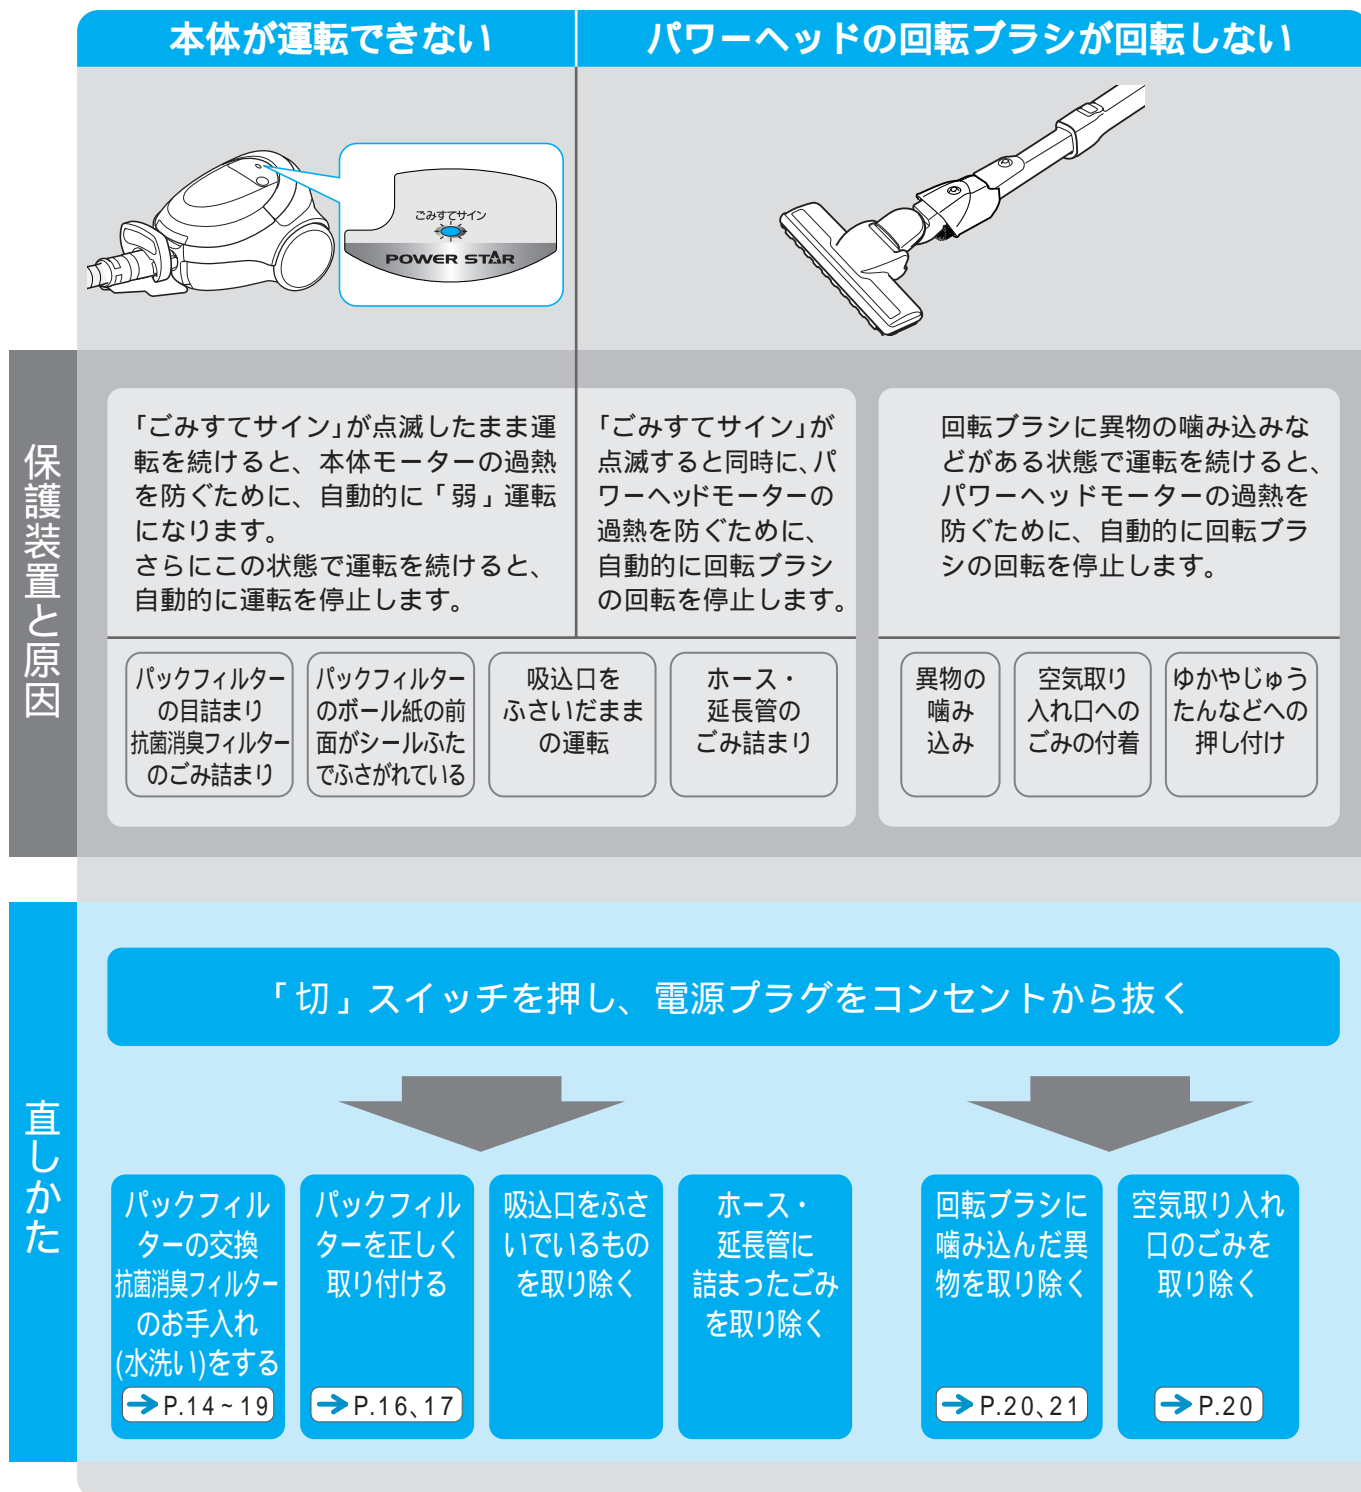 本体が運転できない
パワーヘッドの回転ブラシが回転しない
ごみすてサイン
POWER STAR
保護装置と原因
「ごみすてサイン」が点滅したまま運
転を続けると、本体モーターの過熱
を防ぐために、自動的に「弱」運転
になります。
さらにこの状態で運転を続けると、
自動的に運転を停止します。
「ごみすてサイン」が
点滅すると同時に、パ
ワーヘッドモーターの
過熱を防ぐために、
自動的に回転ブラシ
の回転を停止します。
回転ブラシに異物の噛み込みな
どがある状態で運転を続けると、
パワーヘッドモーターの過熱を
防ぐために、自動的に回転ブラ
シの回転を停止します。
パックフィルター
の目詰まり
抗菌消臭フィルター
のごみ詰まり
パックフィルター
のボール紙の前
面がシールふた
でふさがれている
吸込口を
ふさいだまま
の運転
ホース・
延長管の
ごみ詰まり
異物の
噛み
込み
空気取り
入れ口への
ごみの付着
ゆかやじゅう
たんなどへの
押し付け
直しかた
「切」スイッチを押し、電源プラグをコンセントから抜く
パックフィル
ターの交換
抗菌消臭フィルター
のお手入れ
(水洗い)をする
→P.14~19
パックフィル
ターを正しく
取り付ける
→P.16、17
吸込口をふさ
いでいるもの
を取り除く
ホース・
延長管に
詰まったごみ
を取り除く
回転ブラシに
噛み込んだ異
物を取り除く
→P.20、21
空気取り入れ
口のごみを
取り除く
→P.20